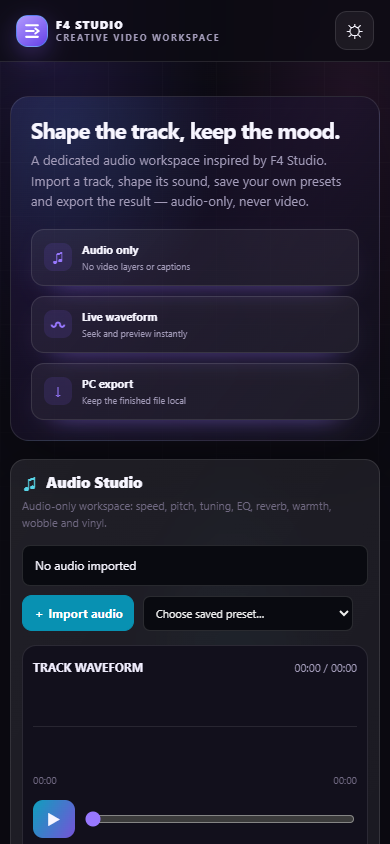 F4 STUDIO
CREATIVE VIDEO WORKSPACE
Shape the track, keep the mood.
A dedicated audio workspace inspired by F4 Studio.
Import a track, shape its sound, save your own presets
and export the result — audio-only, never video.
Audio only
No video layers or captions
Live waveform
Seek and preview instantly
PC export
Keep the finished file local
Audio Studio
Audio-only workspace: speed, pitch, tuning, EQ, reverb, warmth,
wobble and vinyl.
No audio imported
+ Import audio
Choose saved preset...
TRACK WAVEFORM
00:00 / 00:00
00:00
00:00